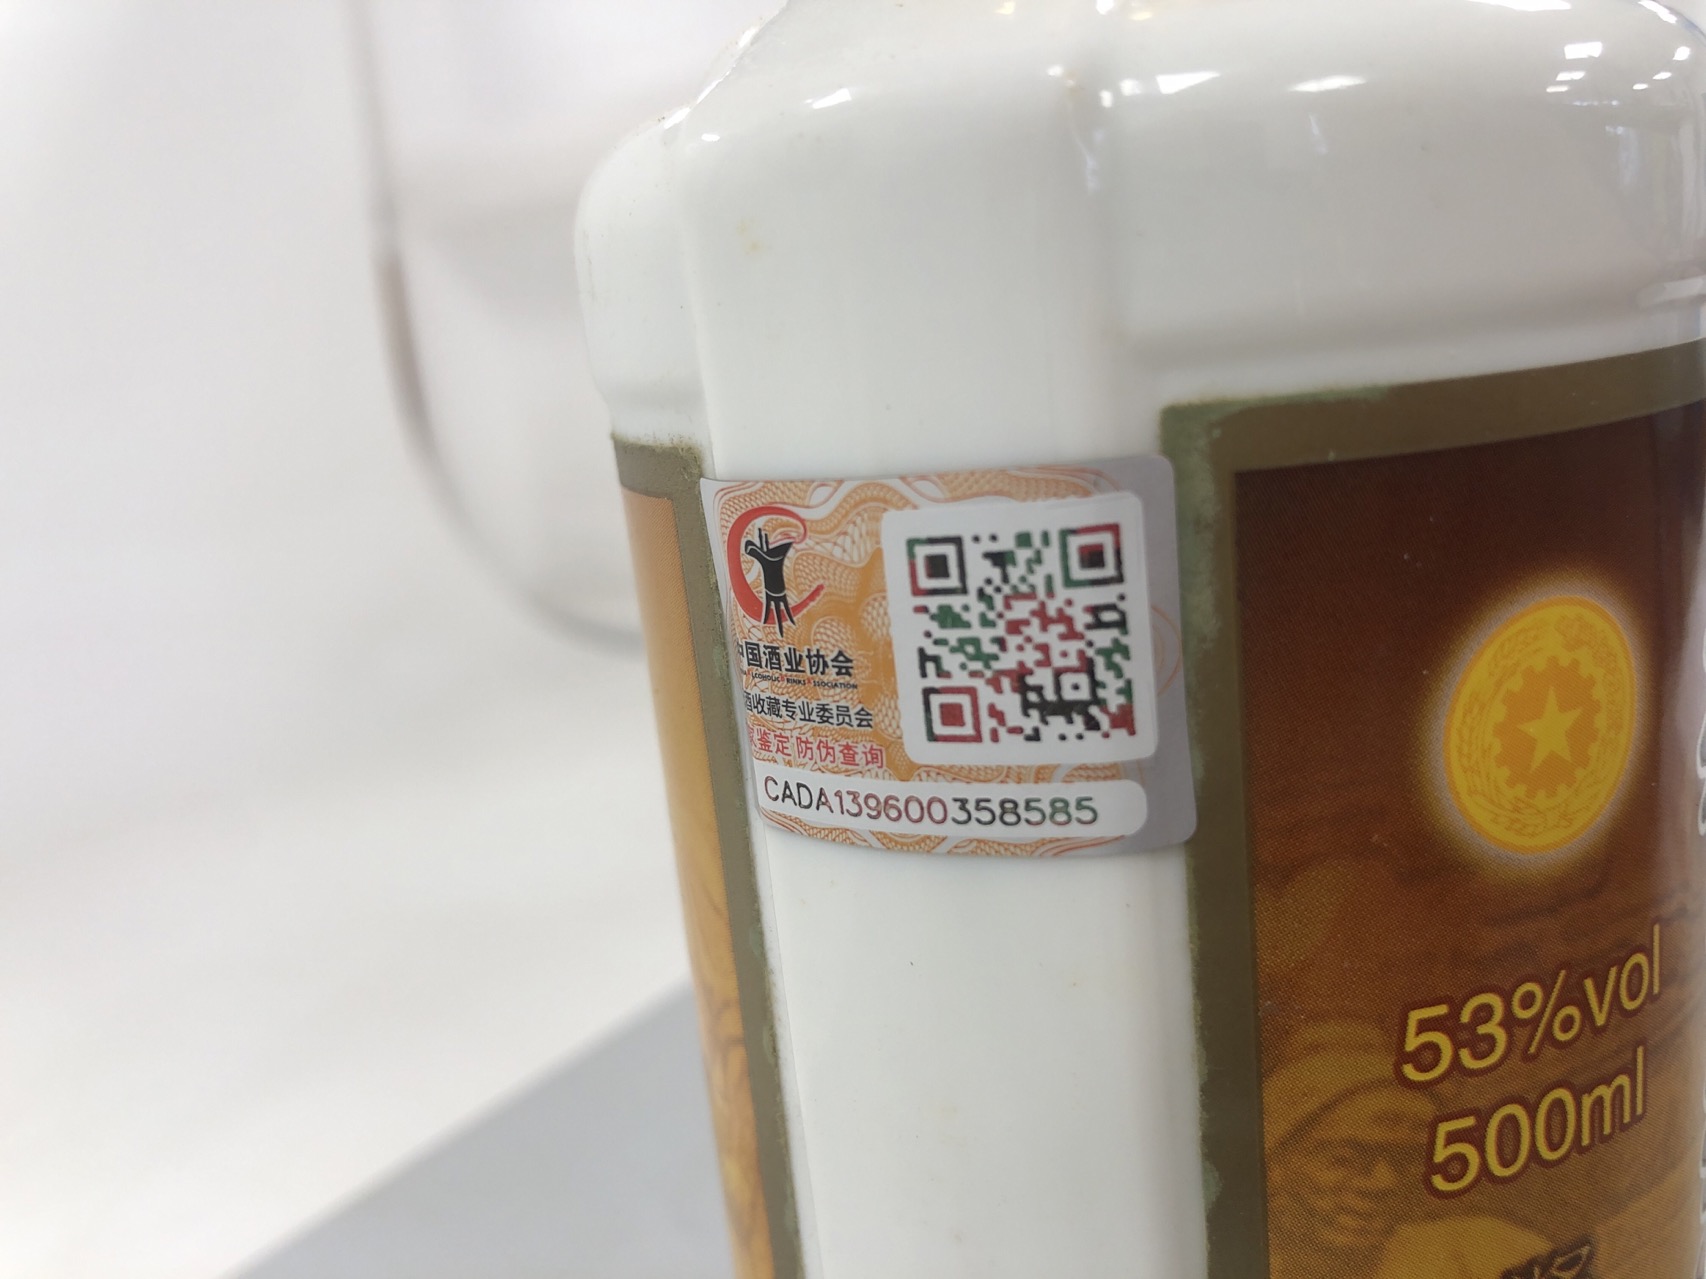 中国酒业协会
酒收藏专业委员会
鉴定 防伪查询
CADA139600358585
53%vol
500ml